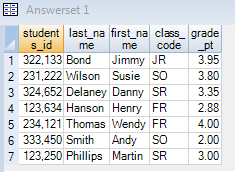 Answerset 1
students_id last_name first_name class_code grade_pt
1 322,133 Bond Jimmy JR 3.95
2 231,222 Wilson Susie SO 3.80
3 324,652 Delaney Danny SR 3.35
4 123,634 Hanson Henry FR 2.88
5 234,121 Thomas Wendy FR 4.00
6 333,450 Smith Andy SO 2.00
7 123,250 Phillips Martin SR 3.00